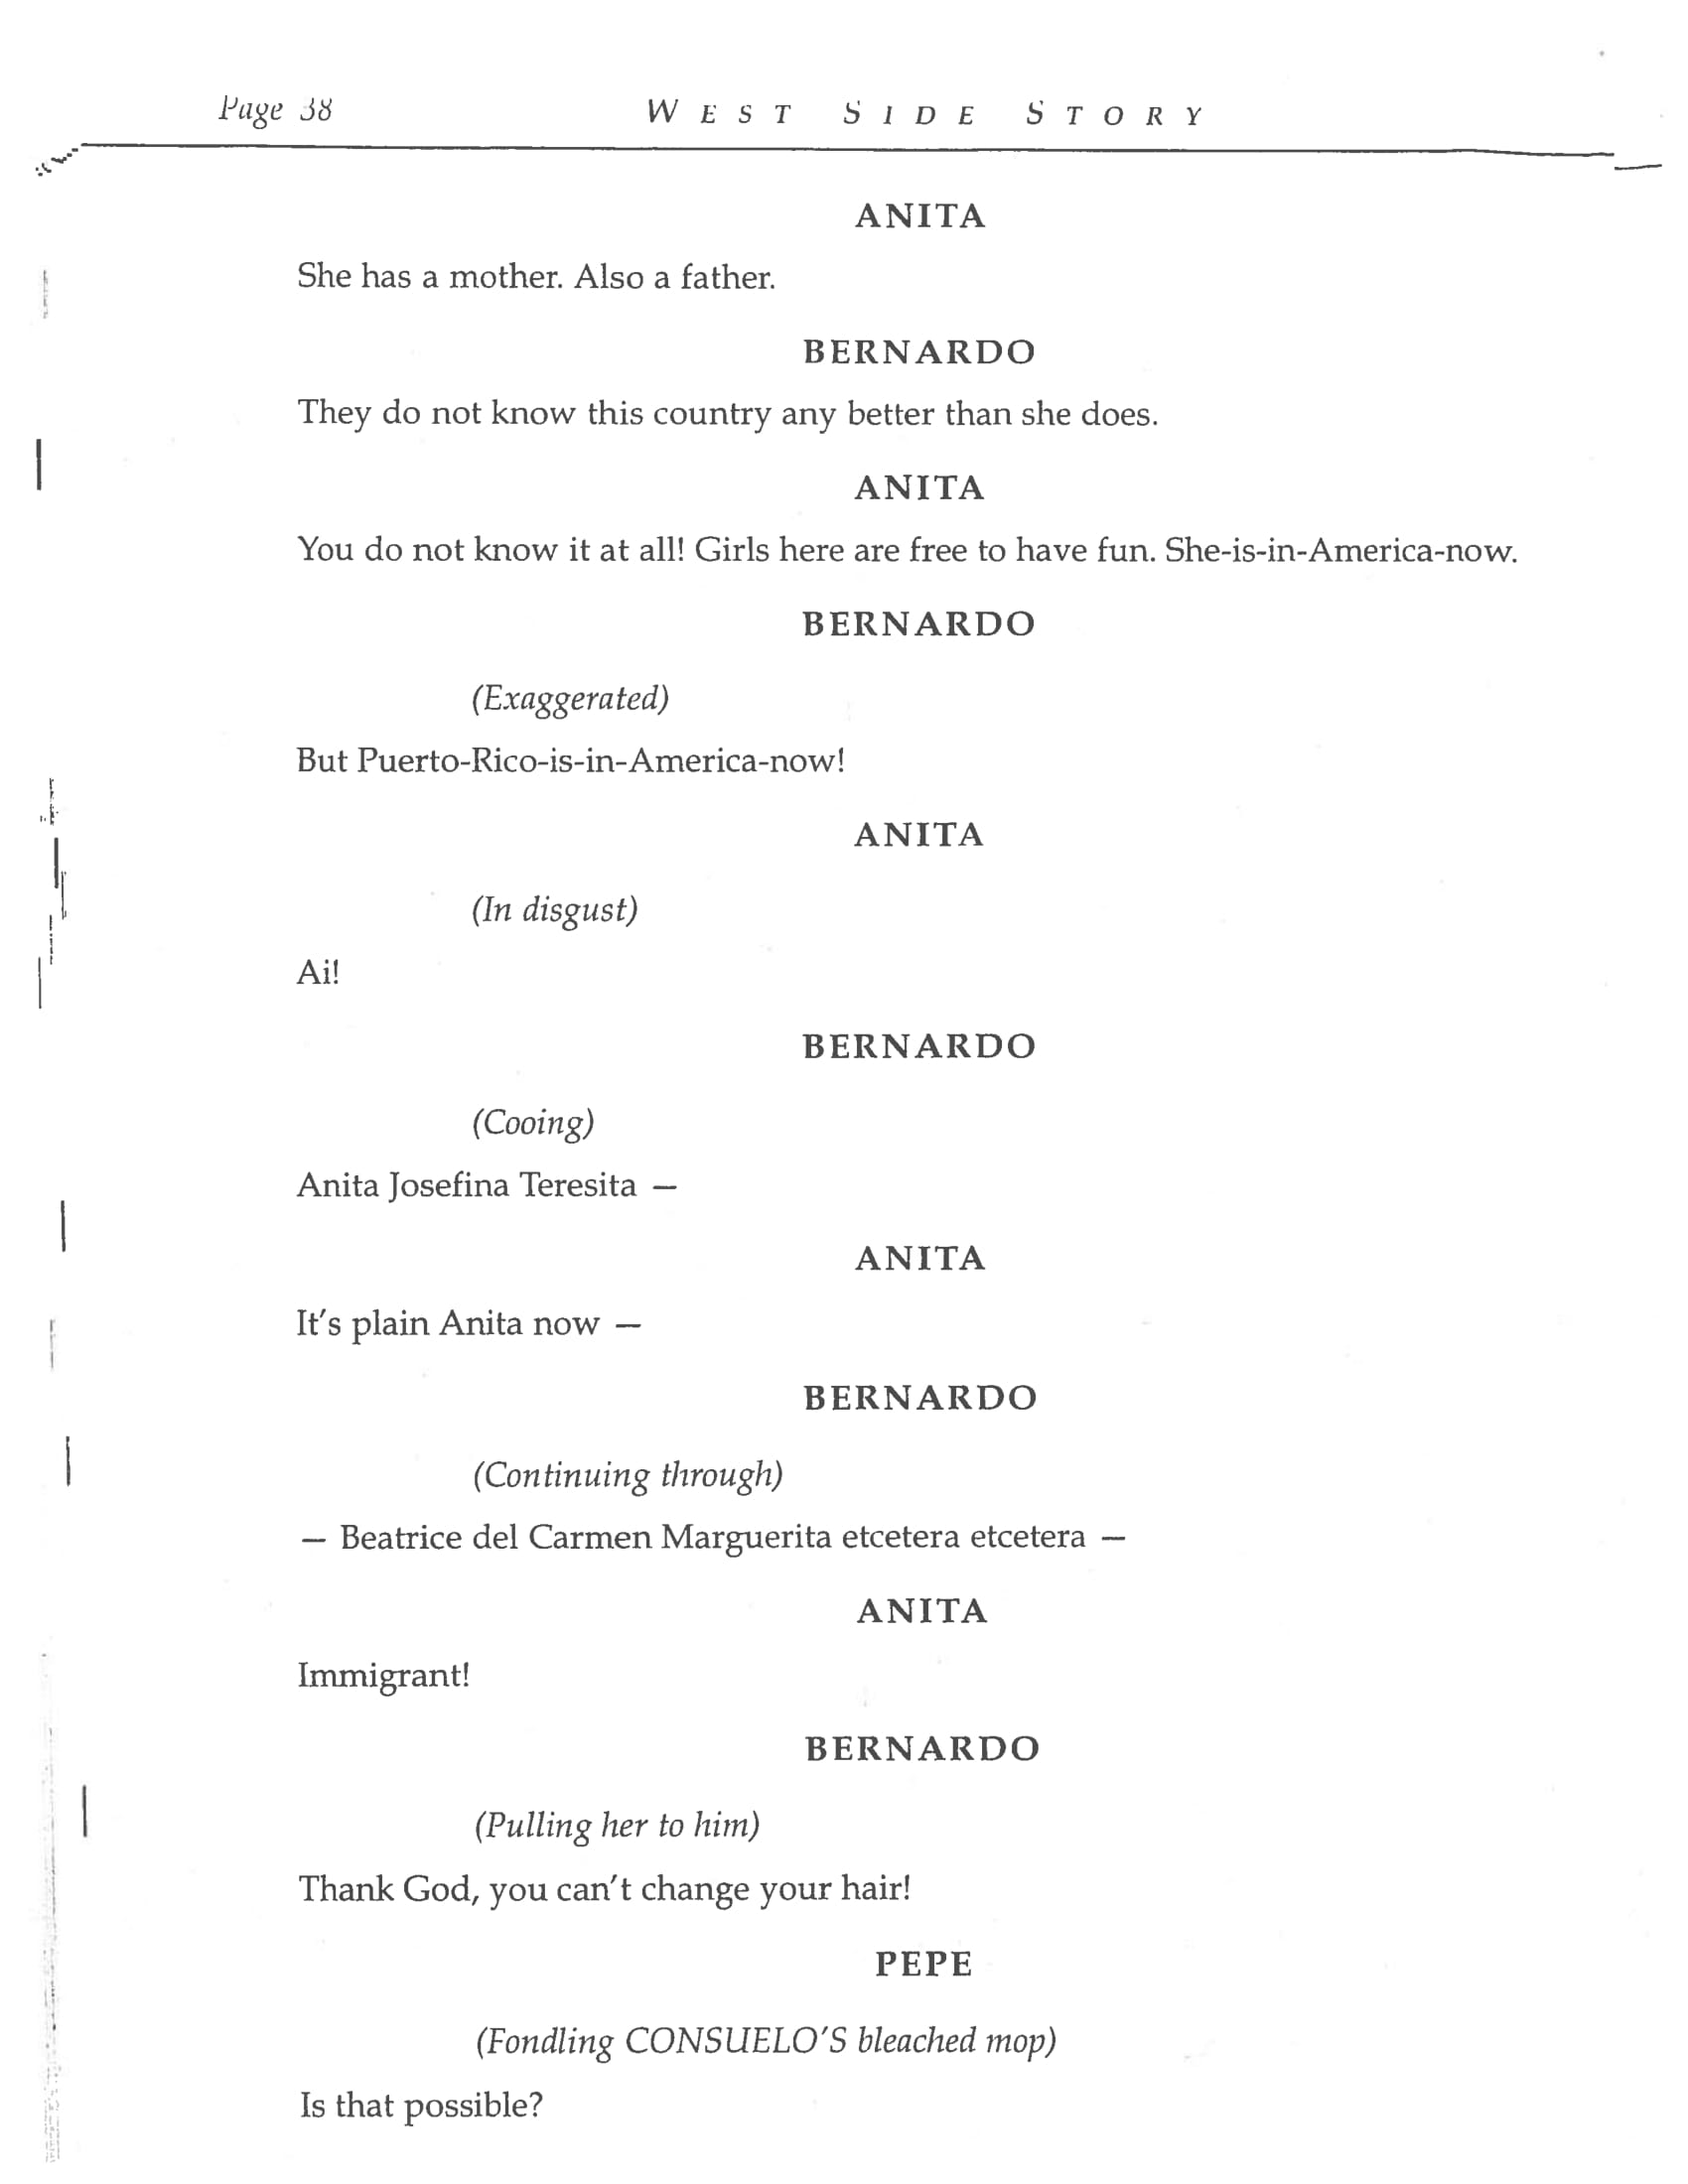 Page 38 WEST SIDE STORY
ANITA
She has a mother. Also a father.
BERNARDO
They do not know this country any better than she does.
ANITA
You do not know it at all! Girls here are free to have fun. She-is-in-America-now.
BERNARDO
(Exaggerated)
But Puerto-Rico-is-in-America-now!
ANITA
(In disgust)
Ai!
BERNARDO
(Cooing)
Anita Josefina Teresita —
ANITA
It's plain Anita now —
BERNARDO
(Continuing through)
— Beatrice del Carmen Marguerita etcetera etcetera —
ANITA
Immigrant!
BERNARDO
(Pulling her to him)
Thank God, you can't change your hair!
PEPE
(Fondling CONSUELO'S bleached mop)
Is that possible?